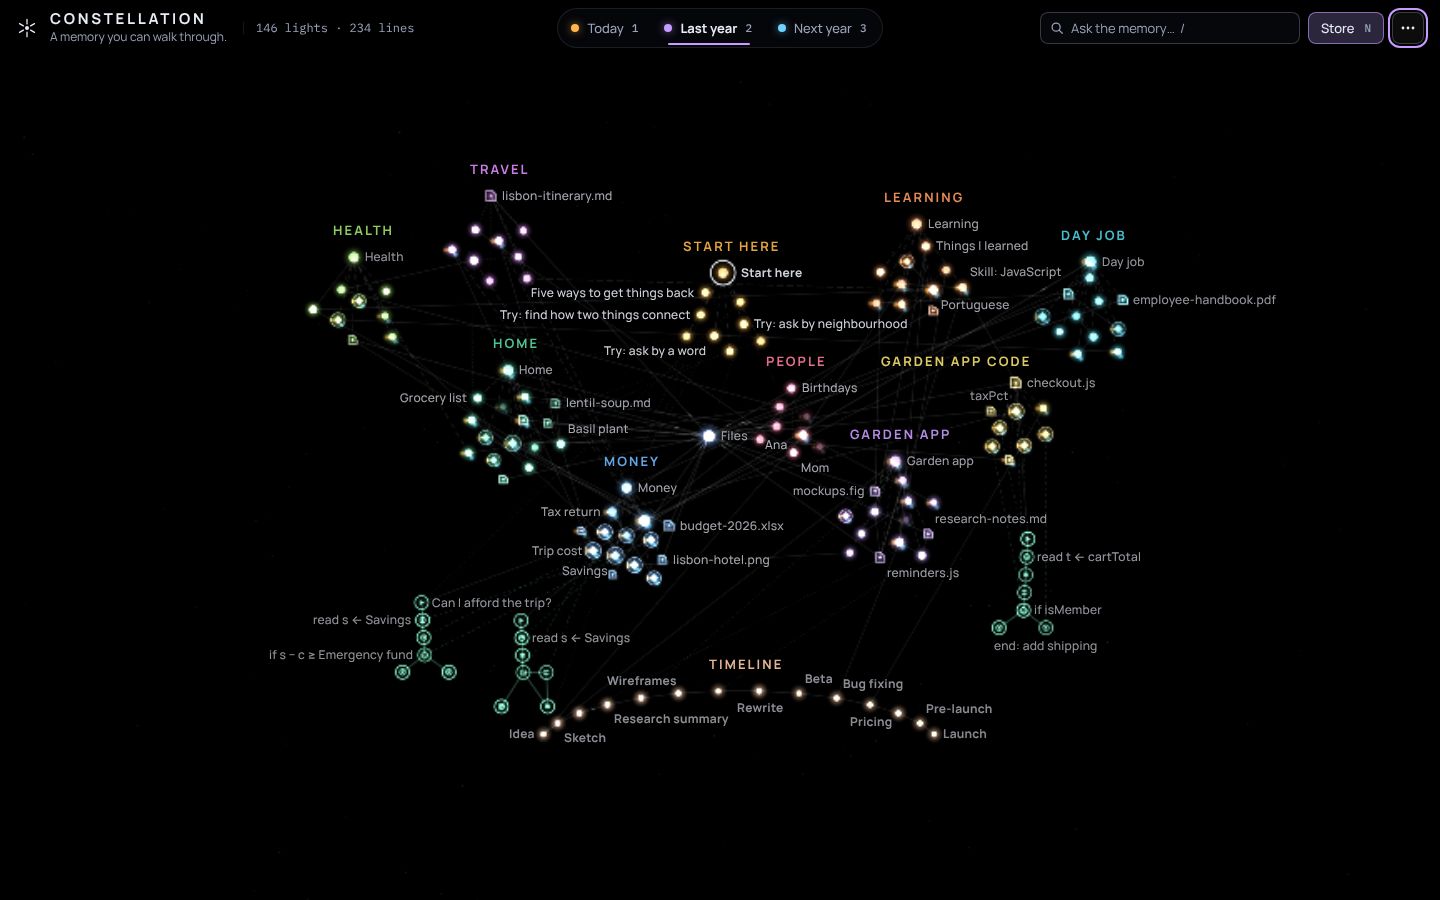 CONSTELLATION
A memory you can walk through.
146 lights · 234 lines
Today 1
Last year 2
Next year 3
Ask the memory... /
Store N
TRAVEL
lisbon-itinerary.md
LEARNING
Learning
HEALTH
Health
START HERE
Start here
Things I learned
DAY JOB
Day job
Skill: JavaScript
Five ways to get things back
employee-handbook.pdf
Portuguese
Try: find how two things connect
Try: ask by neighbourhood
HOME
Home
Try: ask by a word
PEOPLE
Birthdays
GARDEN APP CODE
checkout.js
taxPct
Grocery list
lentil-soup.md
Basil plant
Files
Ana
GARDEN APP
Garden app
MONEY
Money
Mom
mockups.fig
Tax return
budget-2026.xlsx
research-notes.md
Trip cost
lisbon-hotel.png
Savings
reminders.js
read t ← cartTotal
Can I afford the trip?
read s ← Savings
read s ← Savings
if isMember
if s − c ≥ Emergency fund
end: add shipping
TIMELINE
Wireframes
Beta
Bug fixing
Research summary
Rewrite
Pricing
Pre-launch
Idea
Sketch
Launch